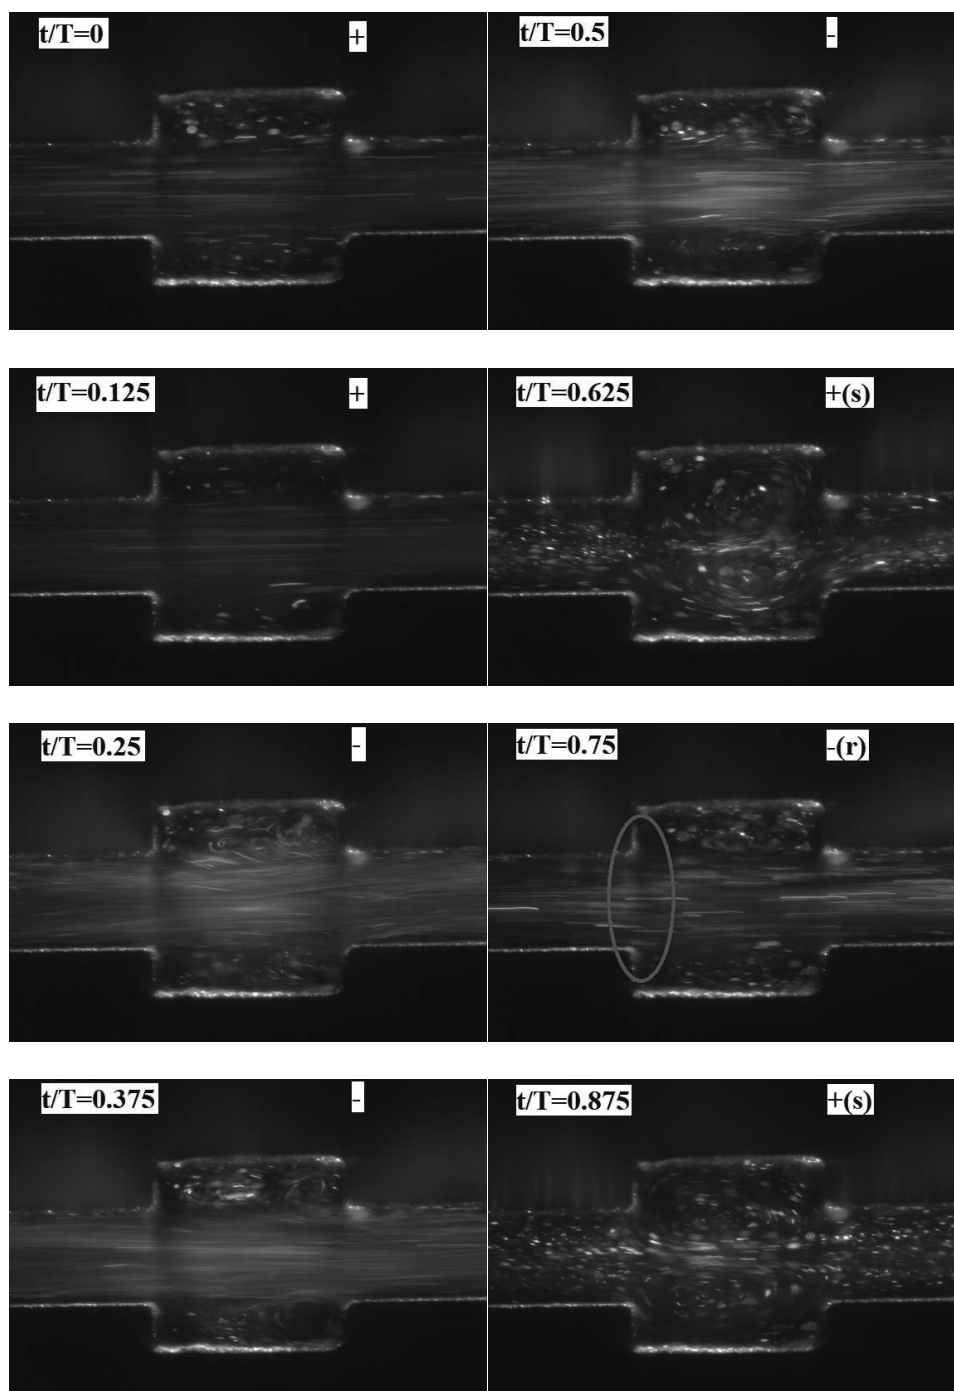 t/T=0 +
t/T=0.5 -
t/T=0.125 +
t/T=0.625 +(s)
t/T=0.25 -
t/T=0.75 -(r)
t/T=0.375 -
t/T=0.875 +(s)